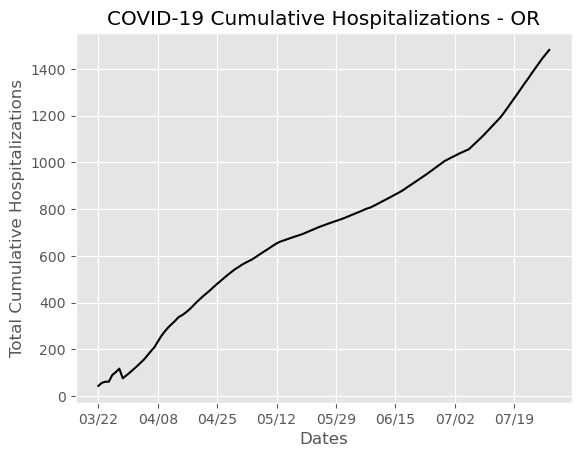 COVID-19 Cumulative Hospitalizations - OR
Total Cumulative Hospitalizations
1400
1200
1000
800
600
400
200
0
03/22 04/08 04/25 05/12 05/29 06/15 07/02 07/19
Dates